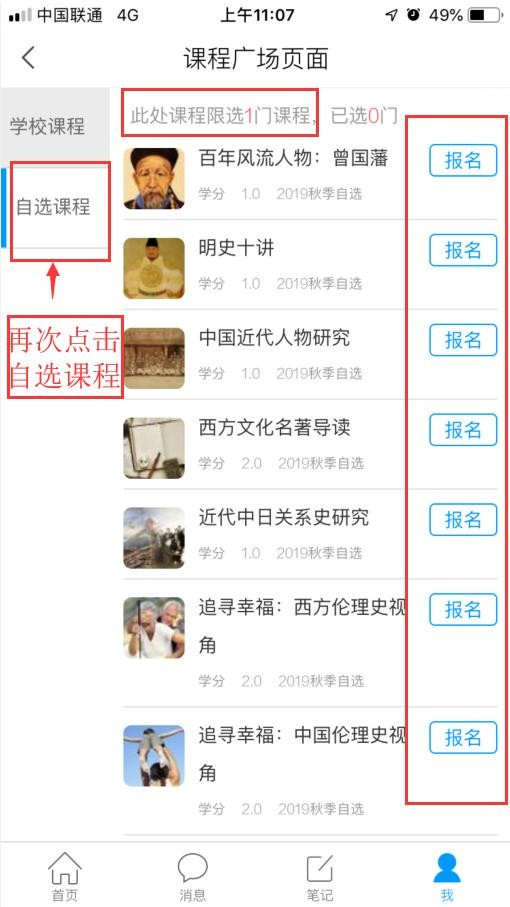 中国联通 4G 上午11:07 49%
课程广场页面
学校课程
自选课程
再次点击
自选课程
此处课程限选1门课程，已选0门
百年风流人物：曾国藩
学分 1.0 2019秋季自选
报名
明史十讲
学分 1.0 2019秋季自选
报名
中国近代人物研究
学分 1.0 2019秋季自选
报名
西方文化名著导读
学分 2.0 2019秋季自选
报名
近代中日关系史研究
学分 1.0 2019秋季自选
报名
追寻幸福：西方伦理史视
角
学分 2.0 2019秋季自选
报名
追寻幸福：中国伦理史视
角
学分 2.0 2019秋季自选
报名
首页 消息 笔记 我